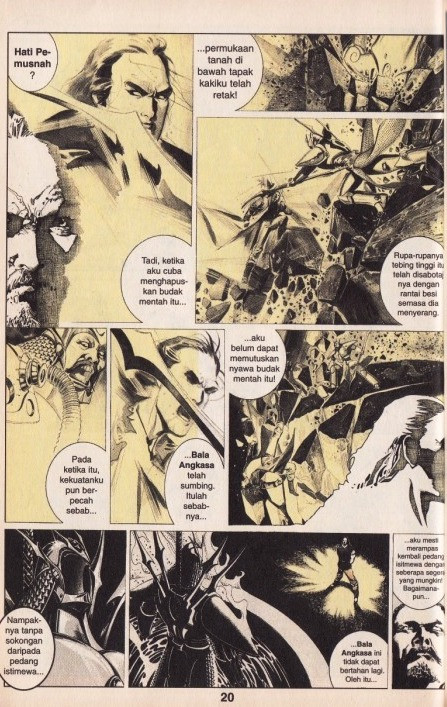 Hati Pe-
musnah
?
...permukaan
tanah di
bawah tapak
kakiku telah
retak!
Tadi, ketika
aku cuba
menghapus-
kan budak
mentah itu...
Rupa-rupanya
tebing tinggi itu
telah disabotaj
nya dengan
rantai besi
semasa dia
menyerang.
Pada
ketika itu,
kekuatanku
pun ber-
pecah
sebab...
...Bala
Angkasa
telah
sumbing.
Itulah
sebab-
nya...
...aku
belum dapat
memutuskan
nyawa budak
mentah itu!
Nampak-
nya tanpa
sokongan
daripada
pedang
istimewa...
...Bala
Angkasa ini
tidak dapat
bertahan lagi.
Oleh itu...
...aku mesti
merampas
kembali pedang
istimewa dengan
seberapa segera
yang mungkin!
Bagaimana-
pun...
20